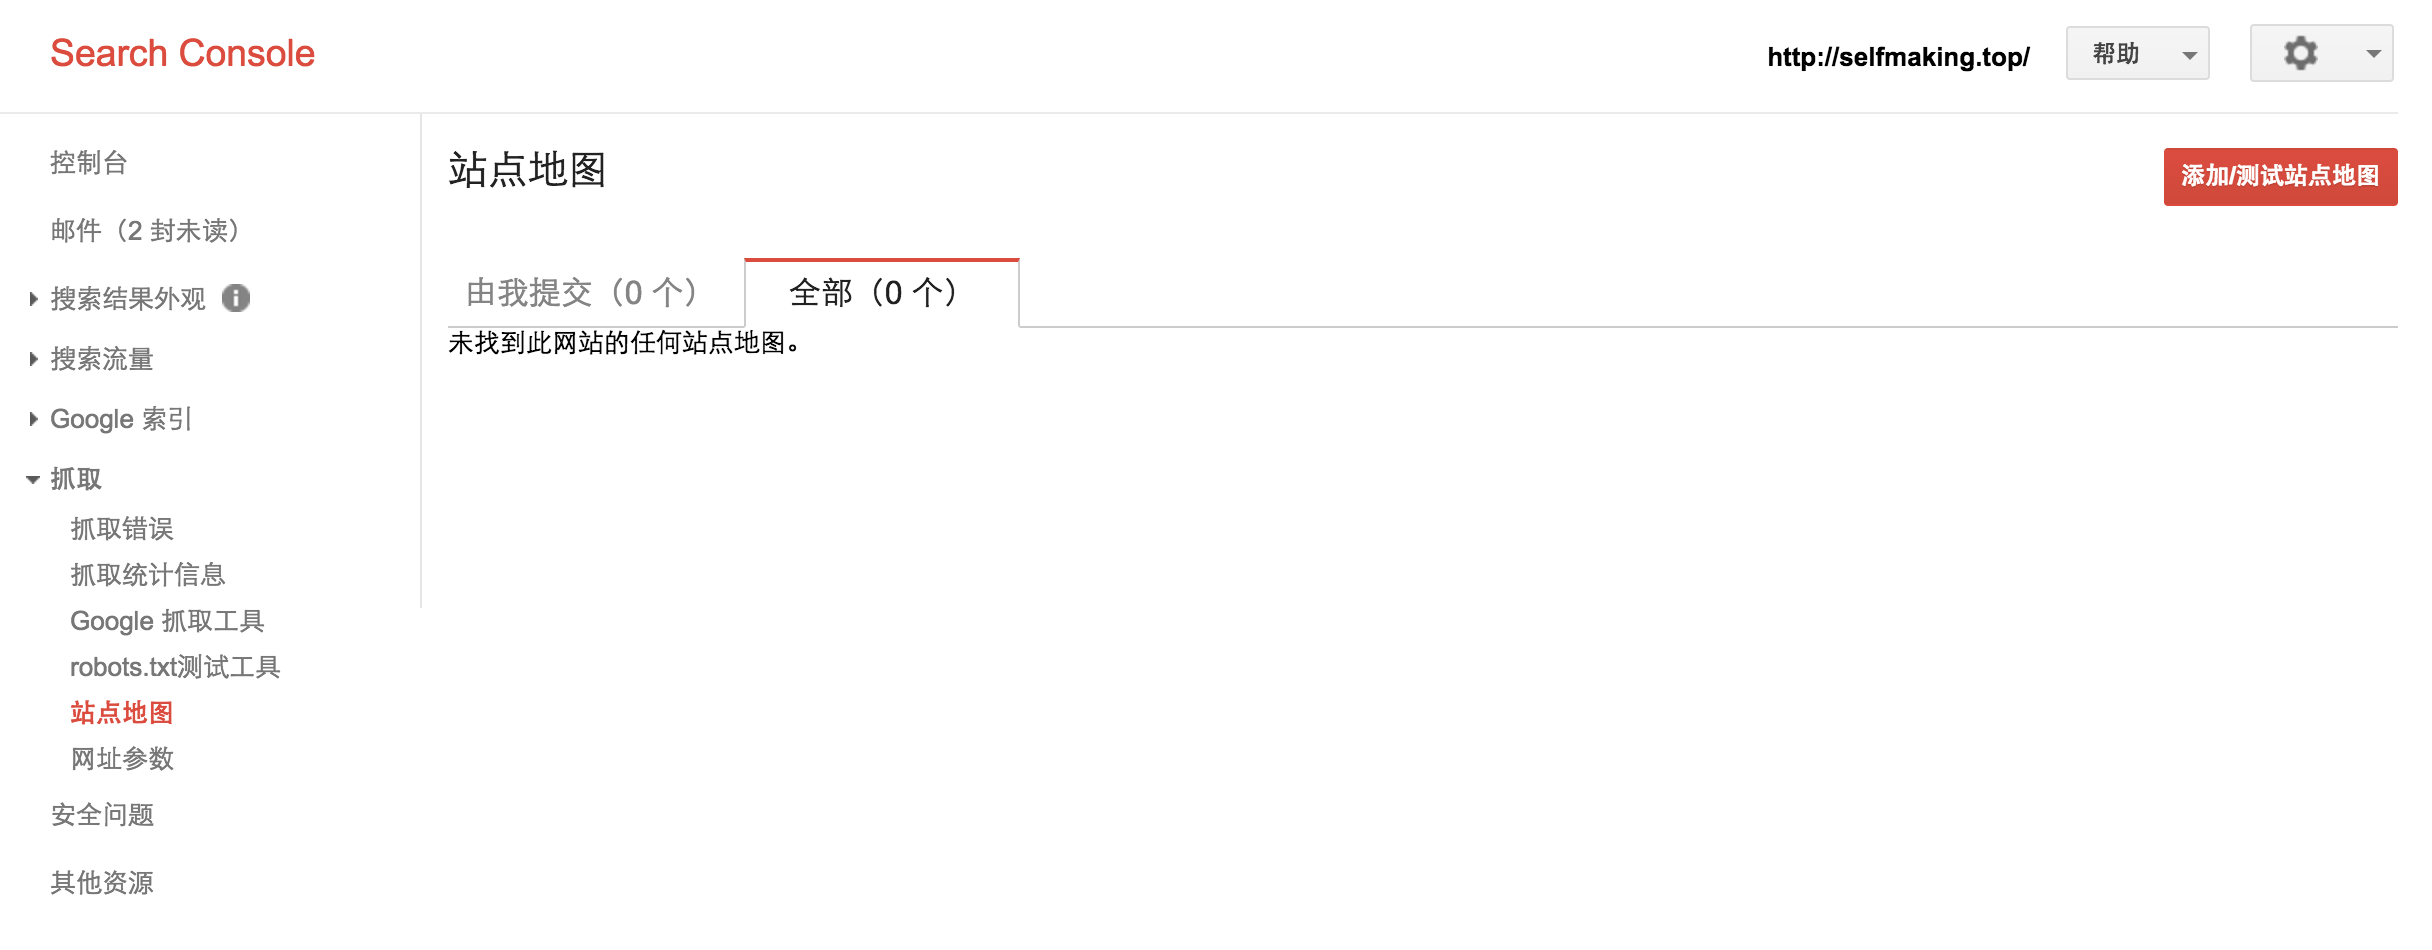 Search Console
http://selfmaking.top/
帮助
控制台
邮件（2 封未读）
搜索结果外观
搜索流量
Google 索引
抓取
抓取错误
抓取统计信息
Google 抓取工具
robots.txt测试工具
站点地图
网址参数
安全问题
其他资源
站点地图
添加/测试站点地图
由我提交（0 个）
全部（0 个）
未找到此网站的任何站点地图。